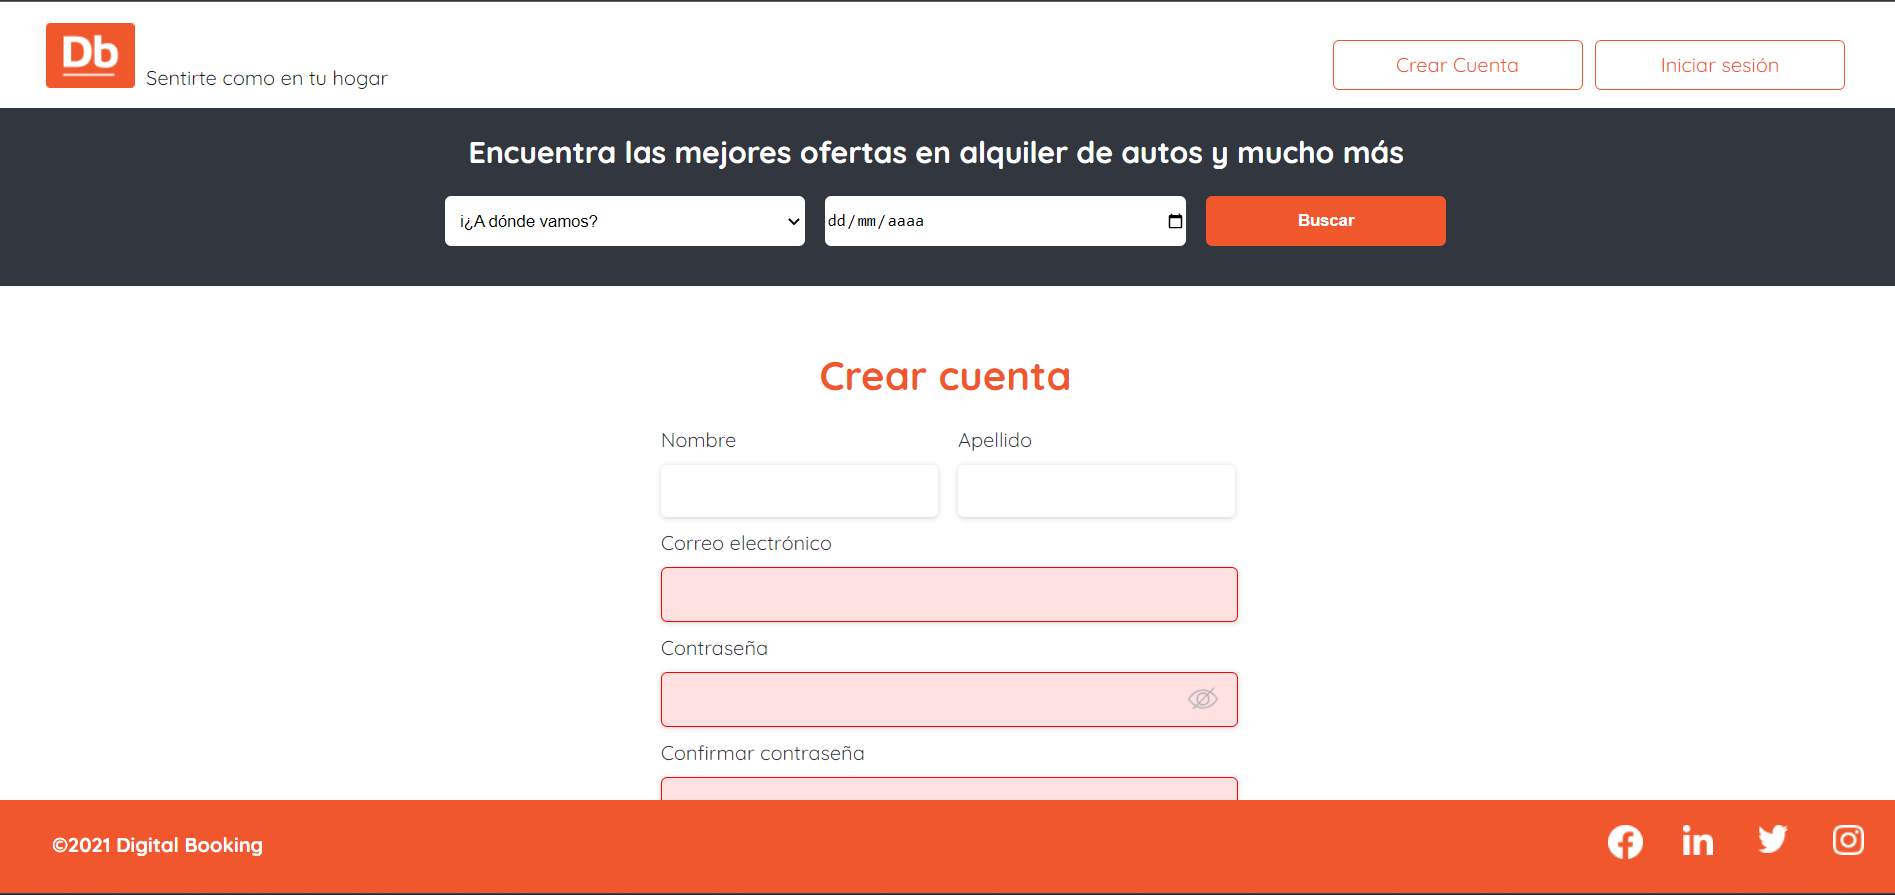 Db
Sentirte como en tu hogar
Crear Cuenta
Iniciar sesión
Encuentra las mejores ofertas en alquiler de autos y mucho más
i¿A dónde vamos?
dd/mm/aaaa
Buscar
Crear cuenta
Nombre
Apellido
Correo electrónico
Contraseña
Confirmar contraseña
©2021 Digital Booking